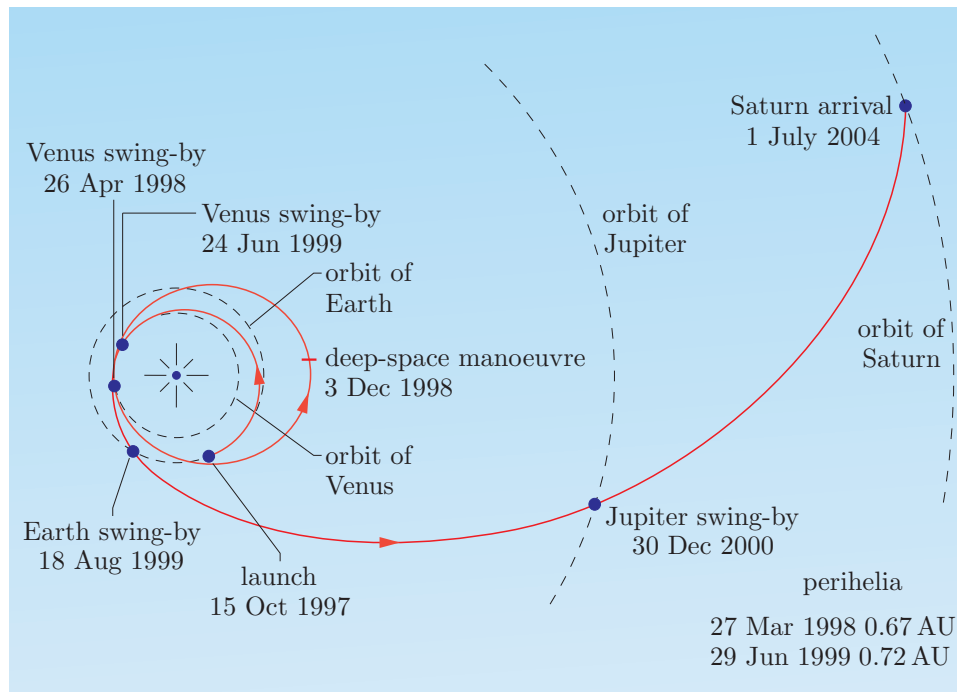 Saturn arrival
1 July 2004
Venus swing-by
26 Apr 1998
Venus swing-by
24 Jun 1999
orbit of
Jupiter
orbit of
Earth
orbit of
Saturn
deep-space manoeuvre
3 Dec 1998
orbit of
Venus
Earth swing-by
18 Aug 1999
launch
15 Oct 1997
Jupiter swing-by
30 Dec 2000
perihelia
27 Mar 1998 0.67 AU
29 Jun 1999 0.72 AU